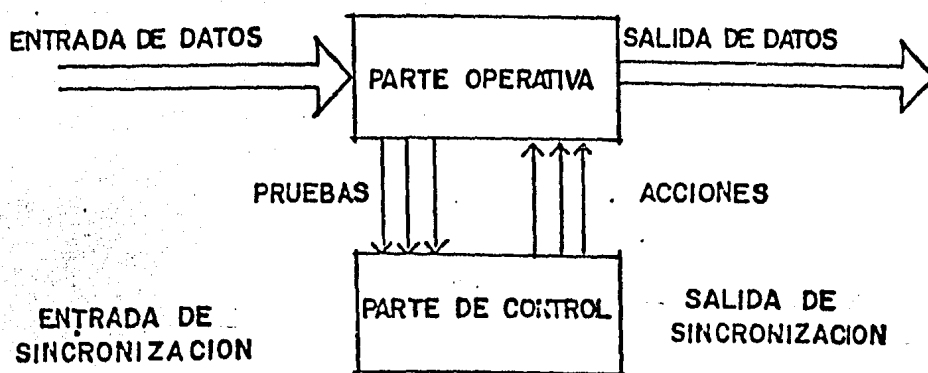 ENTRADA DE DATOS
SALIDA DE DATOS
PARTE OPERATIVA
PRUEBAS
ACCIONES
PARTE DE CONTROL
ENTRADA DE
SINCRONIZACION
SALIDA DE
SINCRONIZACION